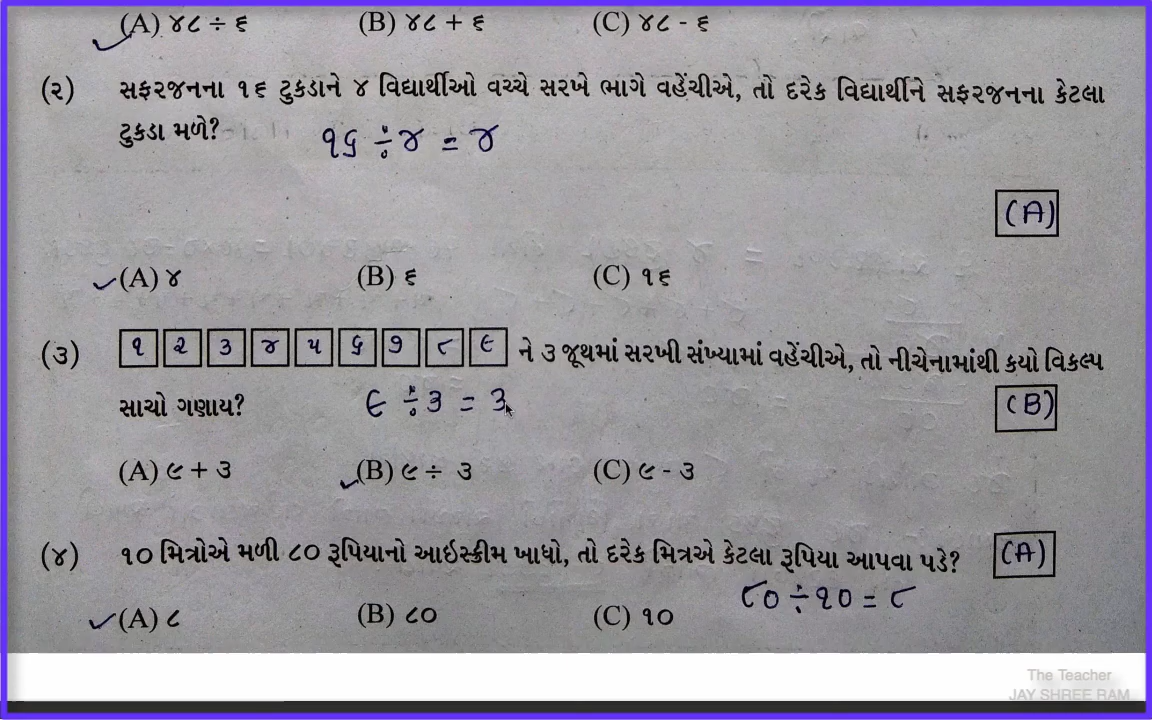 (A) ૪૮ ÷ ૬ (B) ૪૮ + ૬ (C) ૪૮ - ૬
(૨) સફરજનના ૧૬ ટુકડાને ૪ વિદ્યાર્થીઓ વચ્ચે સરખે ભાગે વહેંચીએ, તો દરેક વિદ્યાર્થીને સફરજનના કેટલા
ટુકડા મળે? ૧૬ ÷ ૪ = ૪
(A)
(A) ૪ (B) ૬ (C) ૧૬
(૩) ૧ ૨ ૩ ૪ ૫ ૬ ૭ ૮ ૯ ને ૩ જૂથમાં સરખી સંખ્યામાં વહેંચીએ, તો નીચેનામાંથી કયો વિકલ્પ
સાચો ગણાય? ૯ ÷ ૩ = ૩ (B)
(A) ૯ + ૩ (B) ૯ ÷ ૩ (C) ૯ - ૩
(૪) ૧૦ મિત્રોએ મળી ૮૦ રૂપિયાનો આઇસ્ક્રીમ ખાધો, તો દરેક મિત્રએ કેટલા રૂપિયા આપવા પડે? (A)
૮૦ ÷ ૧૦ = ૮
(A) ૮ (B) ૮૦ (C) ૧૦
The Teacher
JAY SHREE RAM